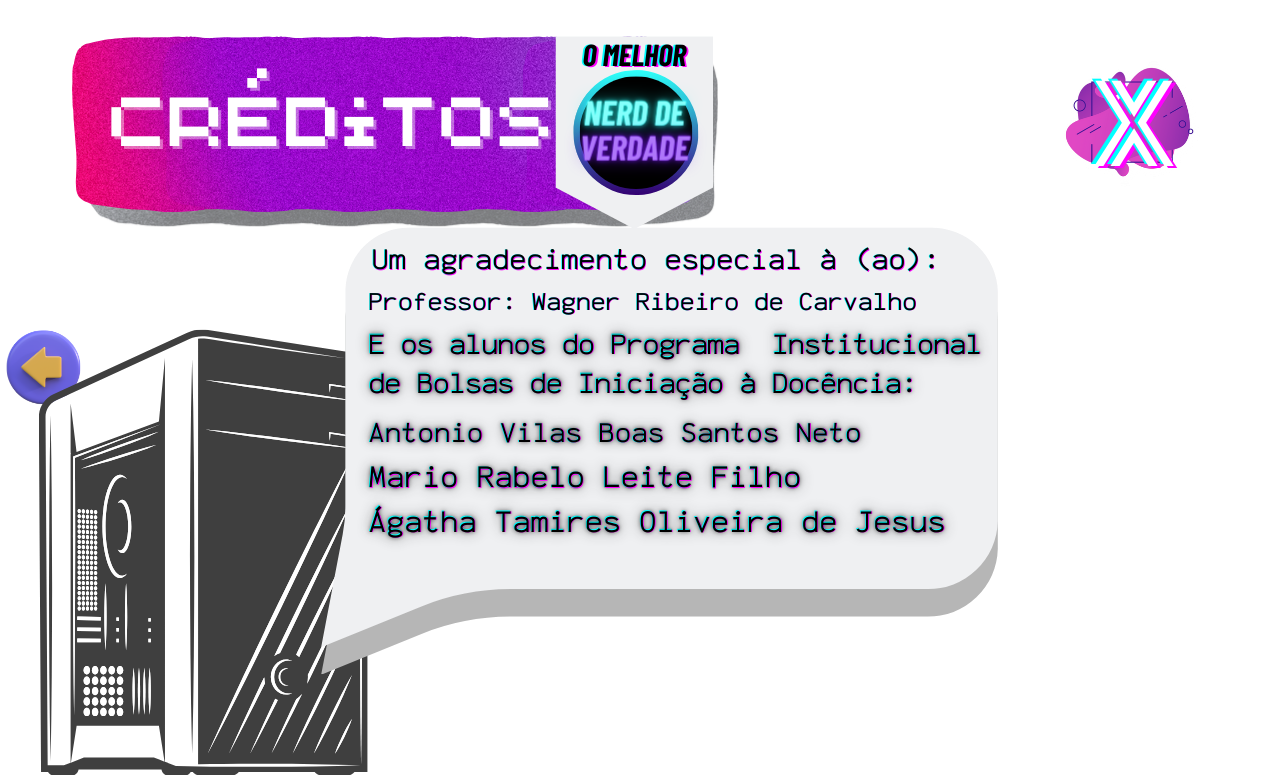 CRÉDiTOS
O MELHOR
NERD DE
VERDADE
X
Um agradecimento especial à (ao):
Professor: Wagner Ribeiro de Carvalho
E os alunos do Programa Institucional
de Bolsas de Iniciação à Docência:
Antonio Vilas Boas Santos Neto
Mario Rabelo Leite Filho
Ágatha Tamires Oliveira de Jesus